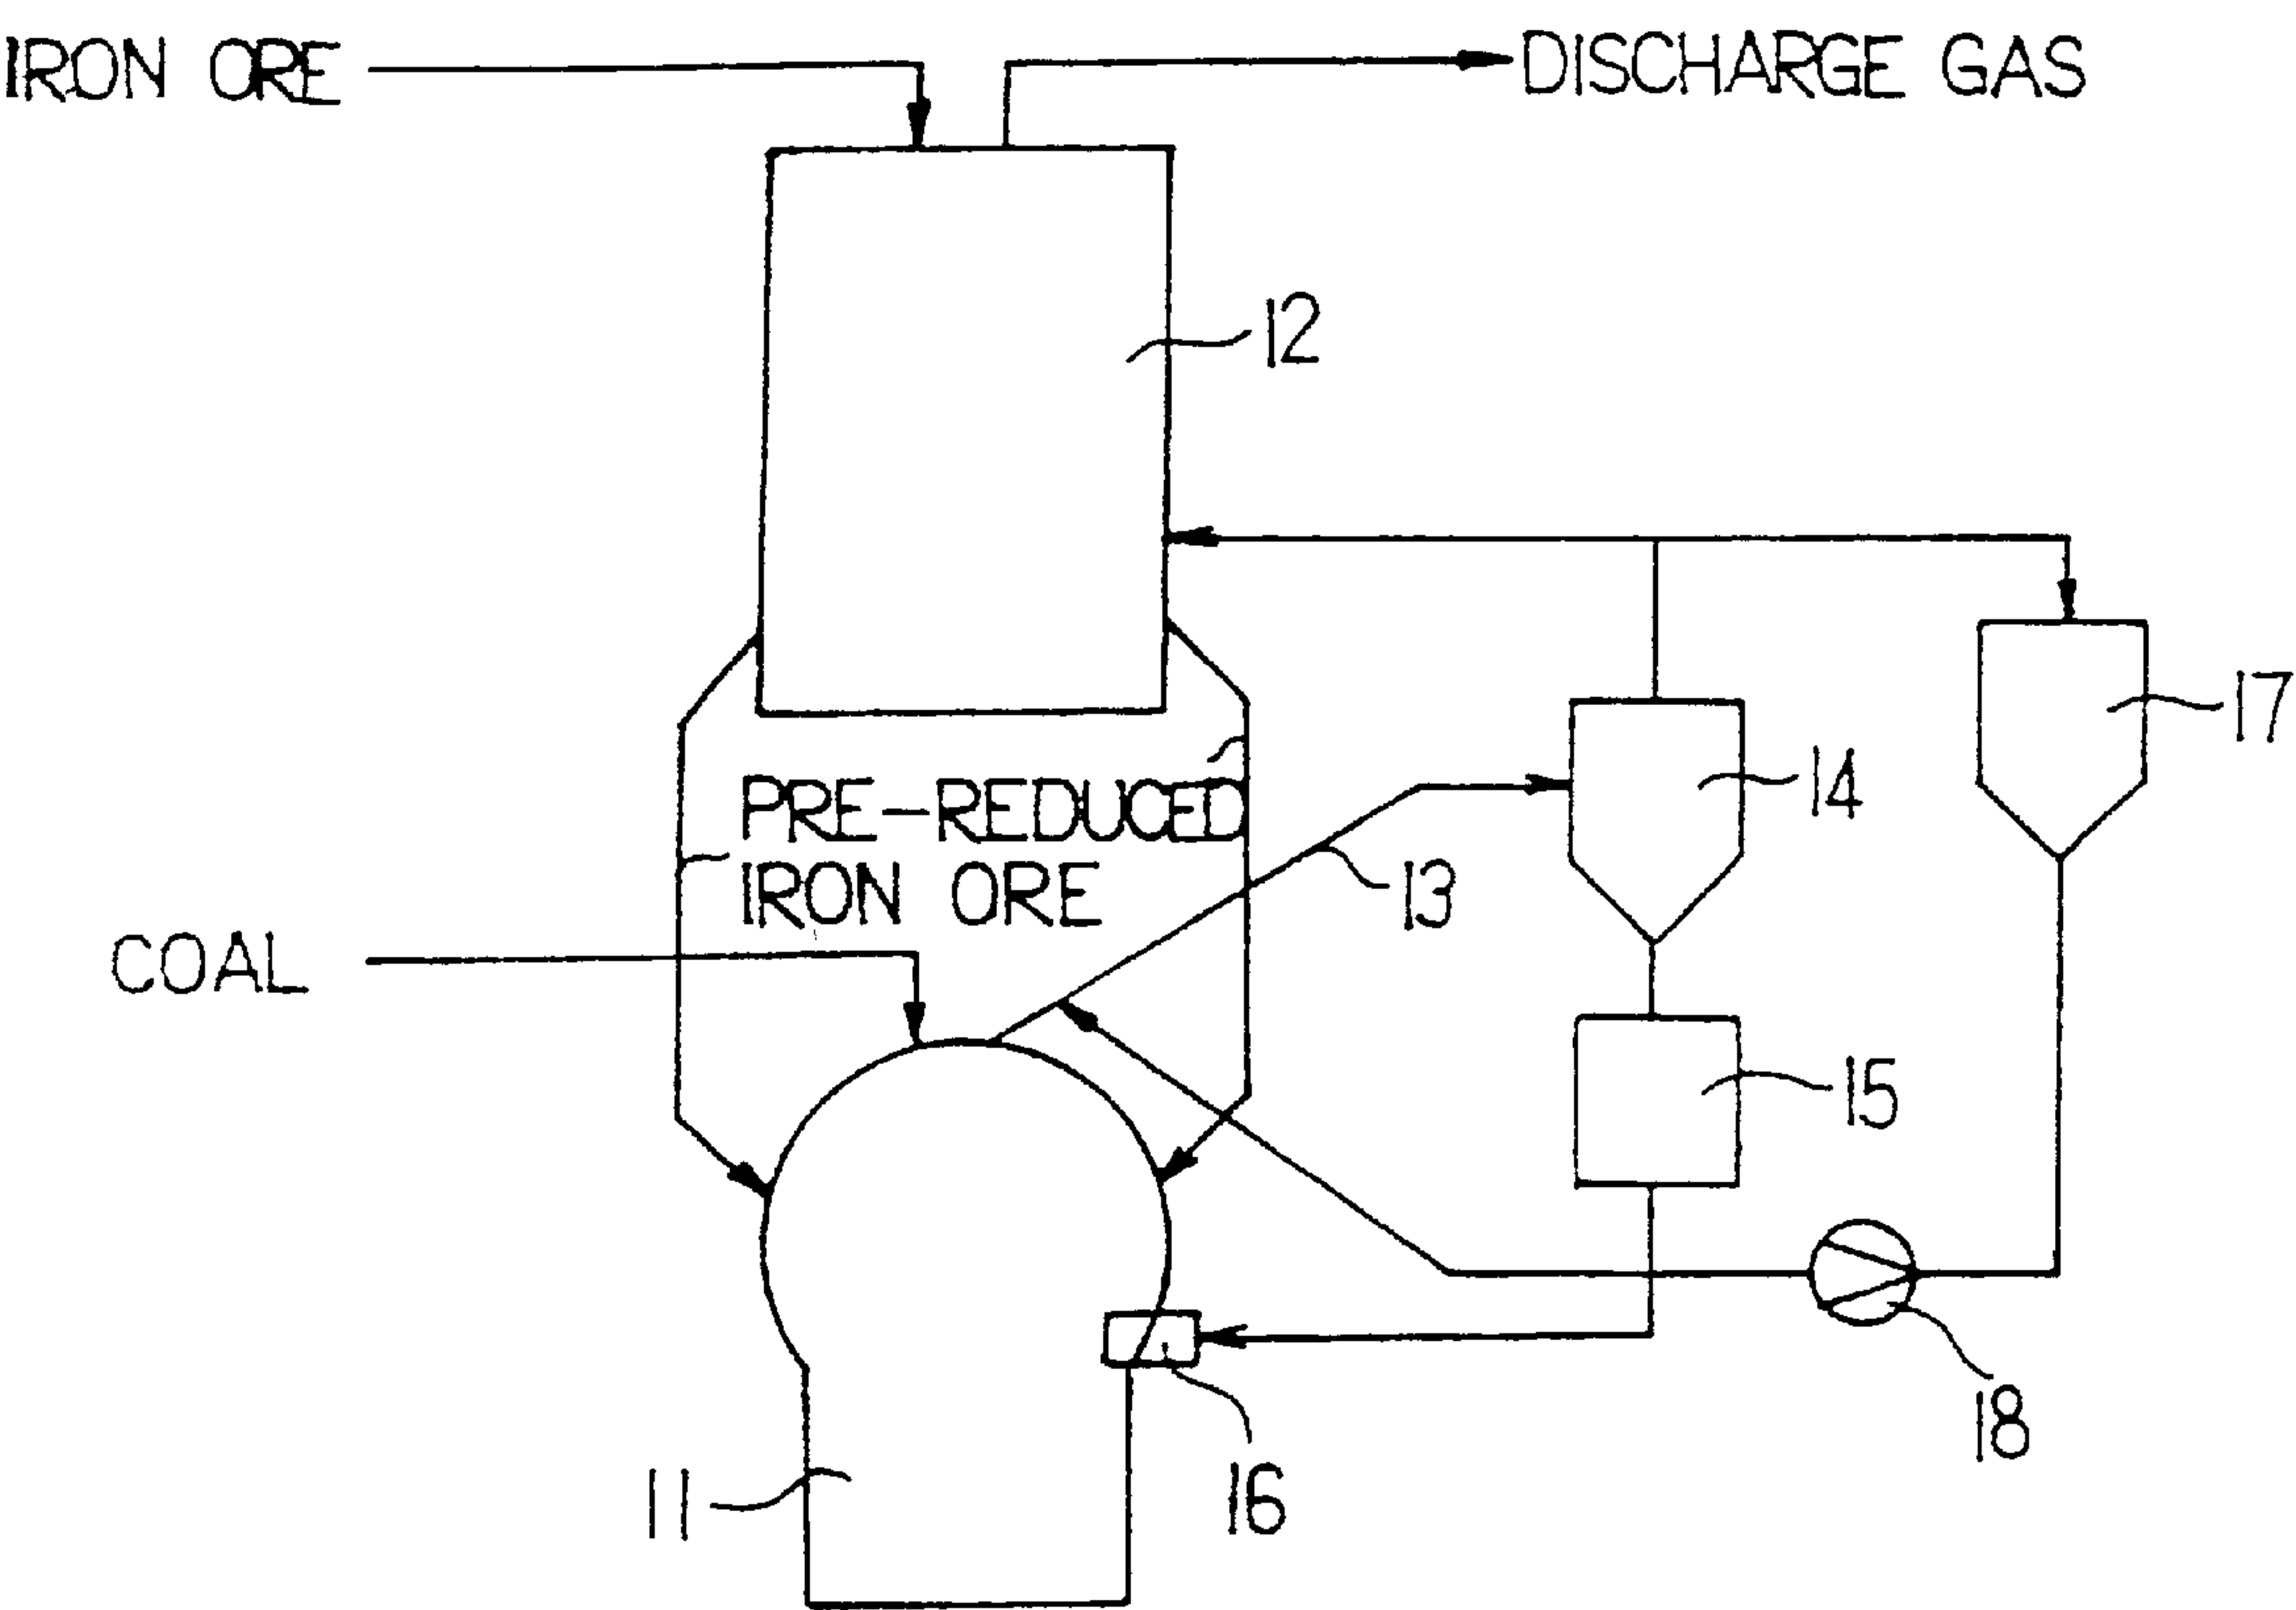 IRON ORE
DISCHARGE GAS
12
17
14
PRE-REDUCED
IRON ORE
13
COAL
15
18
16
11